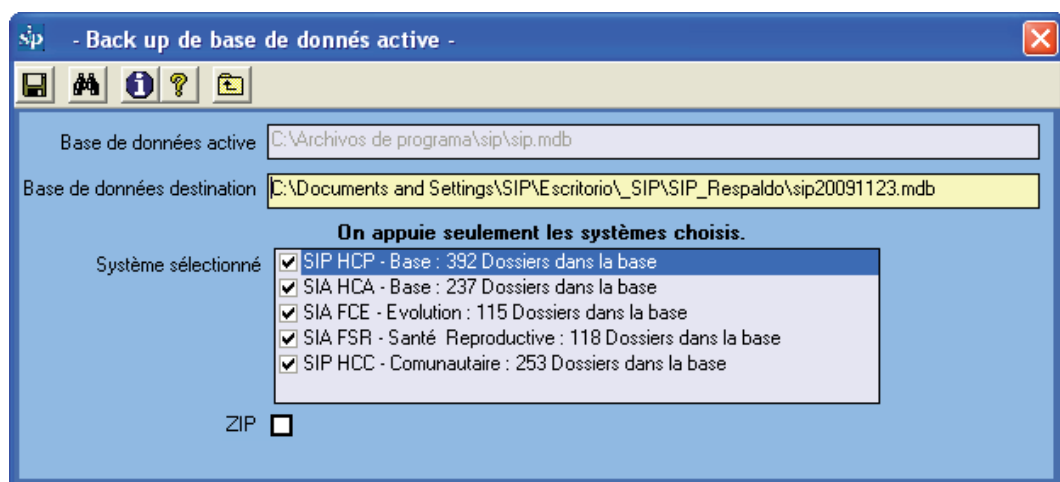 sip - Back up de base de donnés active -
Base de données active C:\Archivos de programa\sip\sip.mdb
Base de données destination C:\Documents and Settings\SIP\Escritorio\_SIP\SIP_Respaldo\sip20091123.mdb
On appuie seulement les systèmes choisis.
Système sélectionné SIP HCP - Base : 392 Dossiers dans la base
SIA HCA - Base : 237 Dossiers dans la base
SIA FCE - Evolution : 115 Dossiers dans la base
SIA FSR - Santé Reproductive : 118 Dossiers dans la base
SIP HCC - Comunautaire : 253 Dossiers dans la base
ZIP